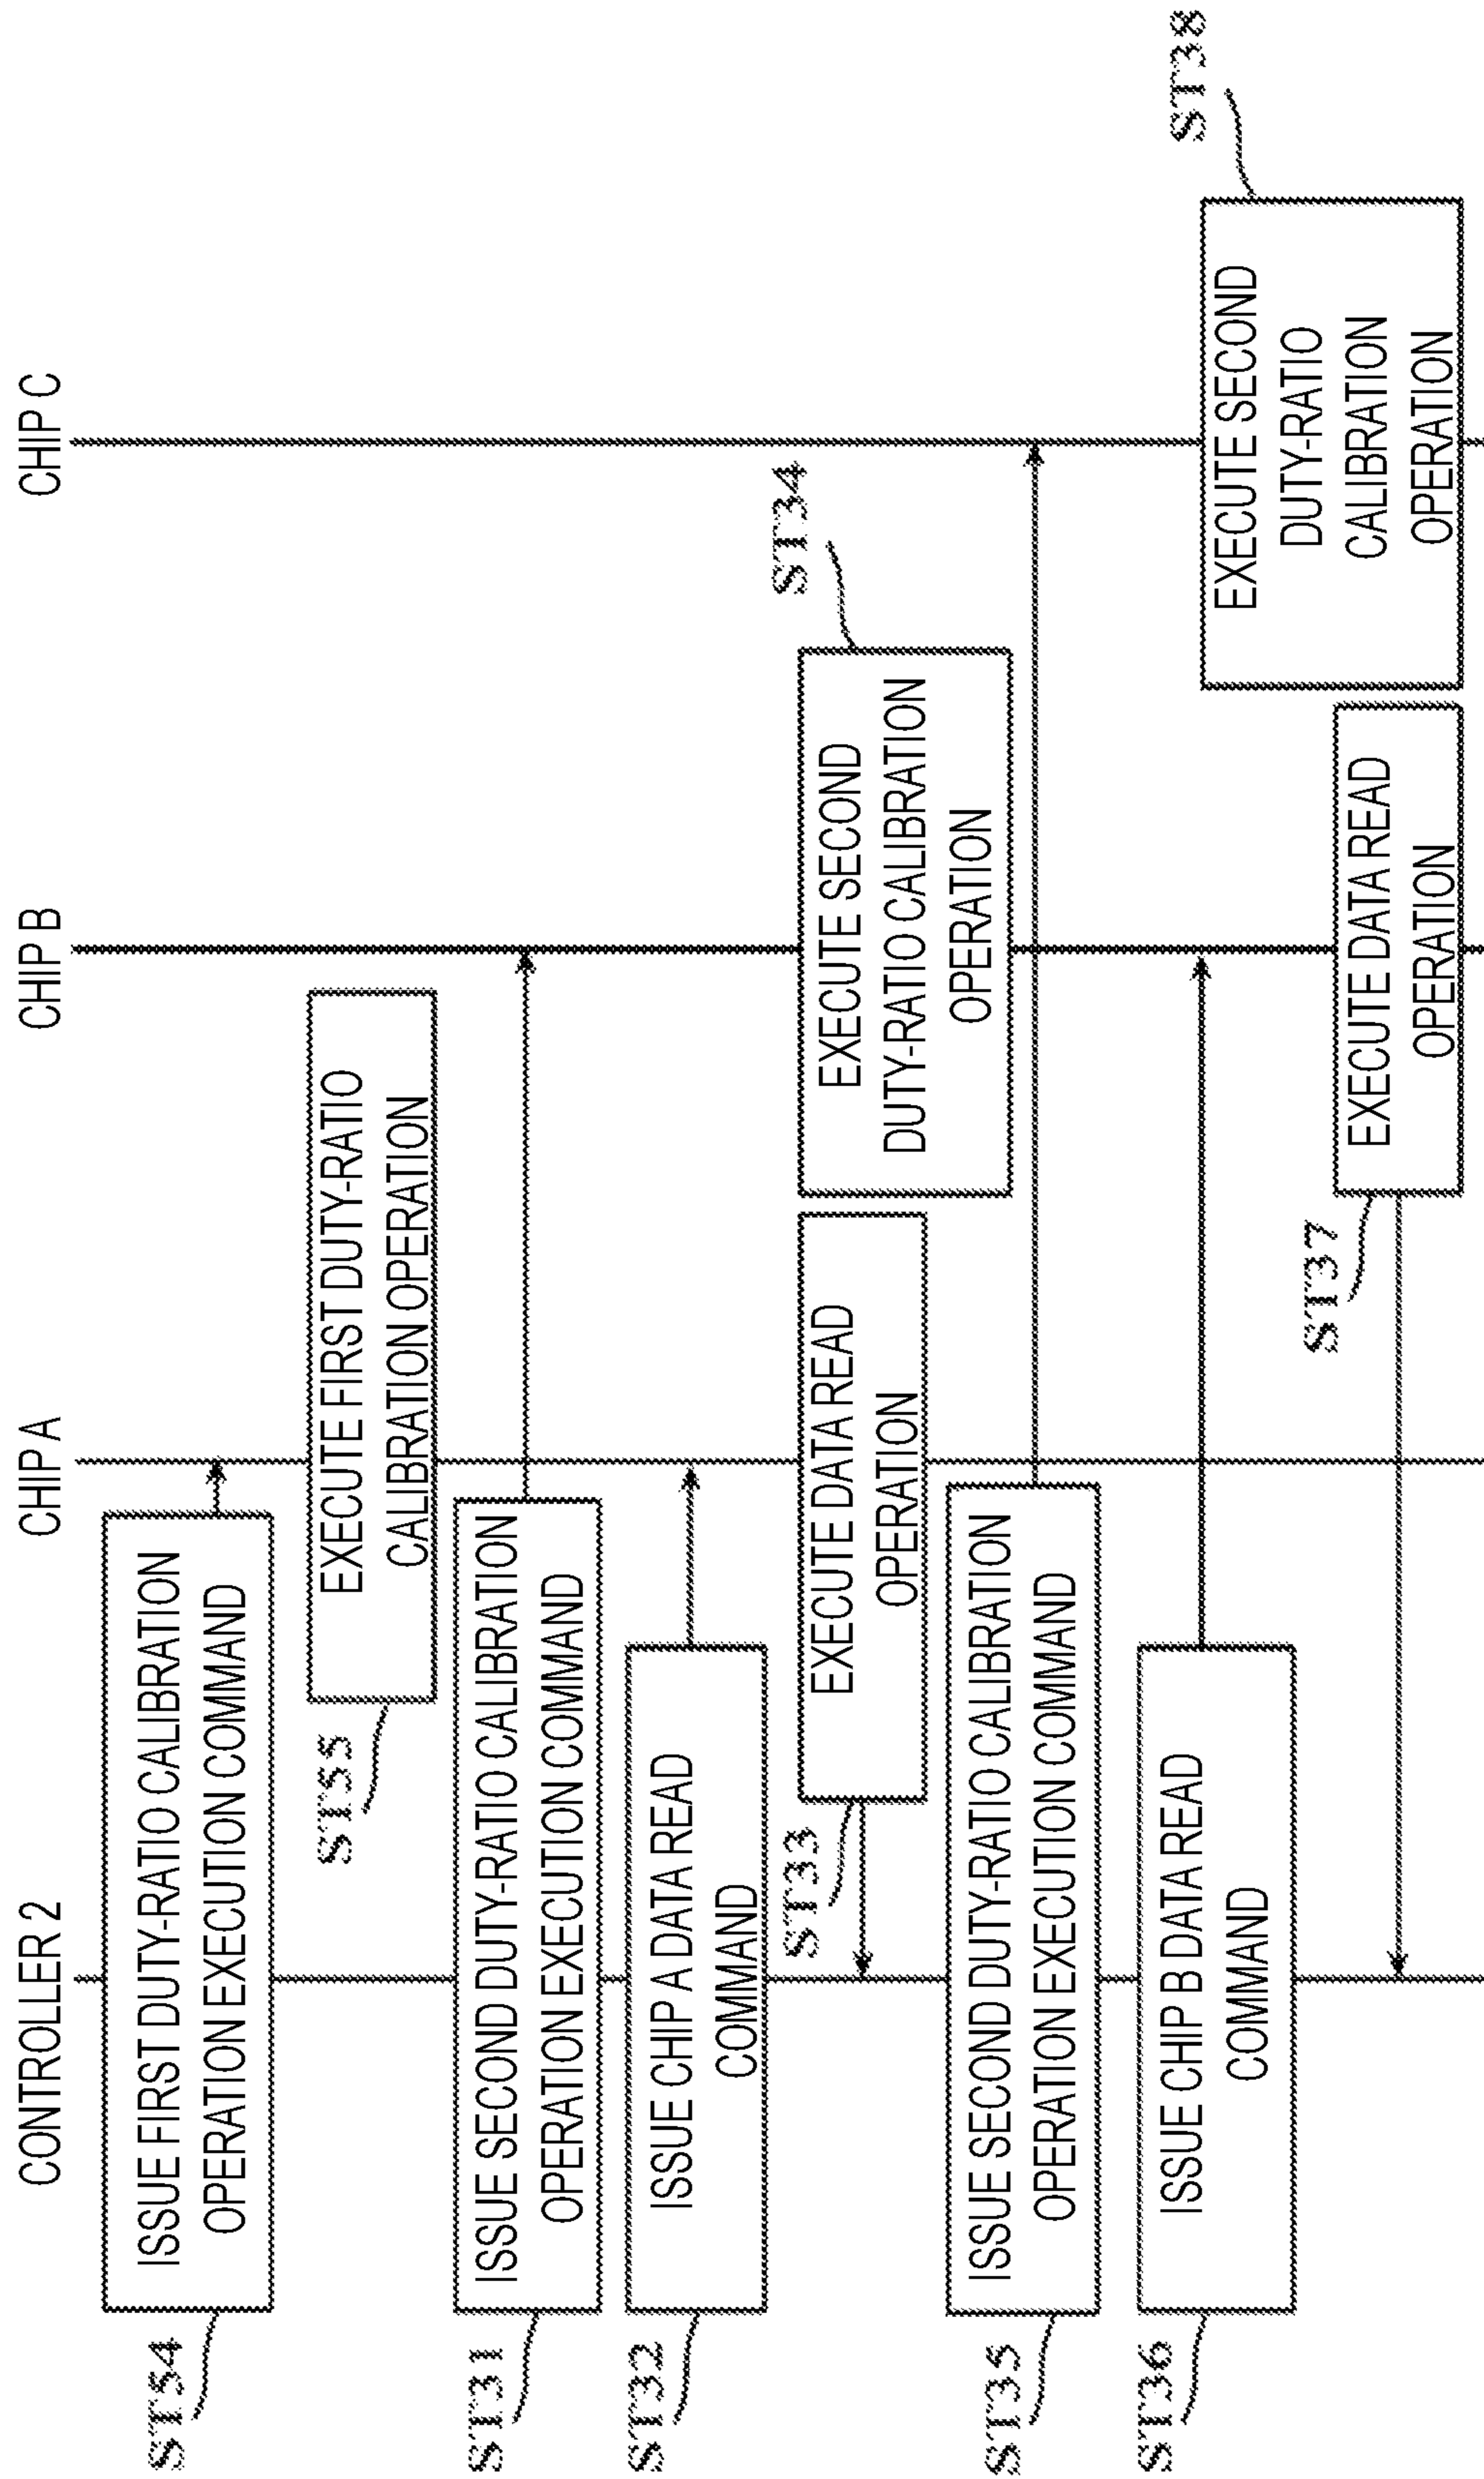 CONTROLLER 2
CHIP A
CHIP B
CHIP C
ST54
ISSUE FIRST DUTY-RATIO CALIBRATION
OPERATION EXECUTION COMMAND
ST55
EXECUTE FIRST DUTY-RATIO
CALIBRATION OPERATION
ST31
ISSUE SECOND DUTY-RATIO CALIBRATION
OPERATION EXECUTION COMMAND
ST32
ISSUE CHIP A DATA READ
COMMAND
ST33
EXECUTE DATA READ
OPERATION
ST34
EXECUTE SECOND
DUTY-RATIO CALIBRATION
OPERATION
ST35
ISSUE SECOND DUTY-RATIO CALIBRATION
OPERATION EXECUTION COMMAND
ST36
ISSUE CHIP B DATA READ
COMMAND
ST37
EXECUTE DATA READ
OPERATION
ST38
EXECUTE SECOND
DUTY-RATIO
CALIBRATION
OPERATION